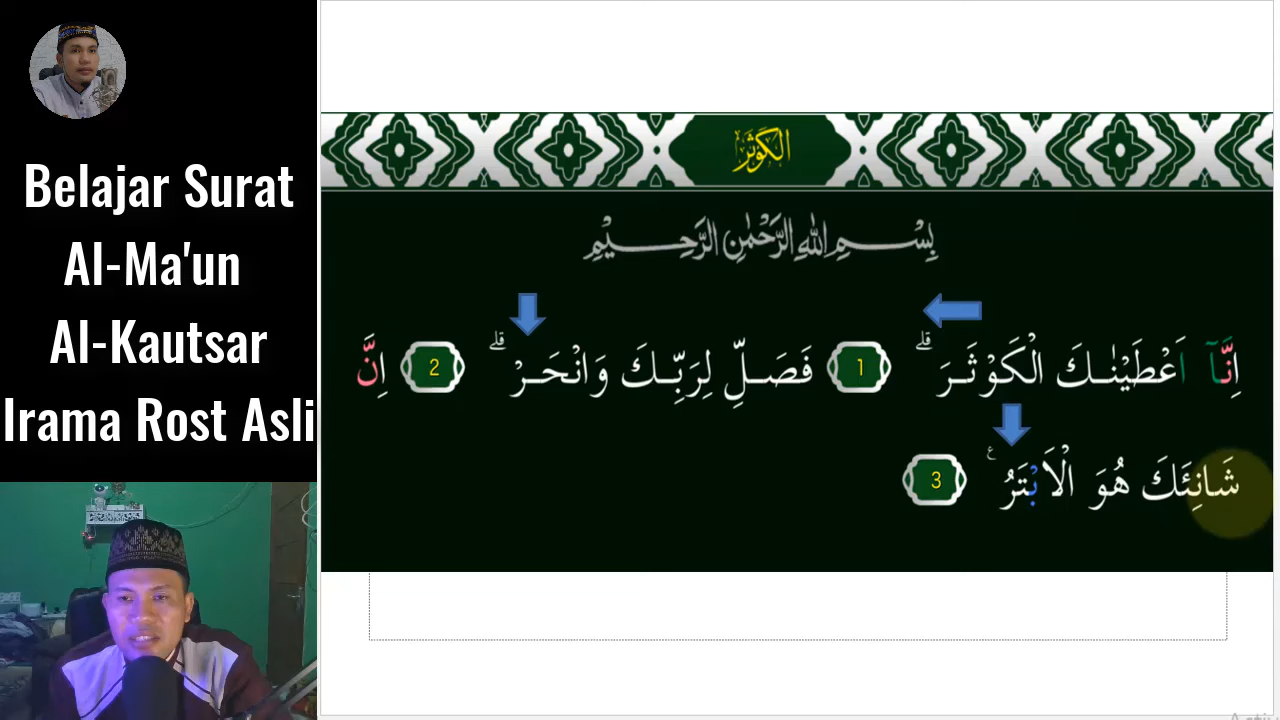 Belajar Surat
Al-Ma'un
Al-Kautsar
Irama Rost Asli
الكوثر
بِسْمِ اللهِ الرَّحْمٰنِ الرَّحِيْمِ
اِنَّآ اَعْطَيْنٰكَ الْكَوْثَرَ ۗ 1 فَصَلِّ لِرَبِّكَ وَانْحَرْ ۗ 2 اِنَّ
شَانِئَكَ هُوَ الْاَبْتَرُ ࣖ 3